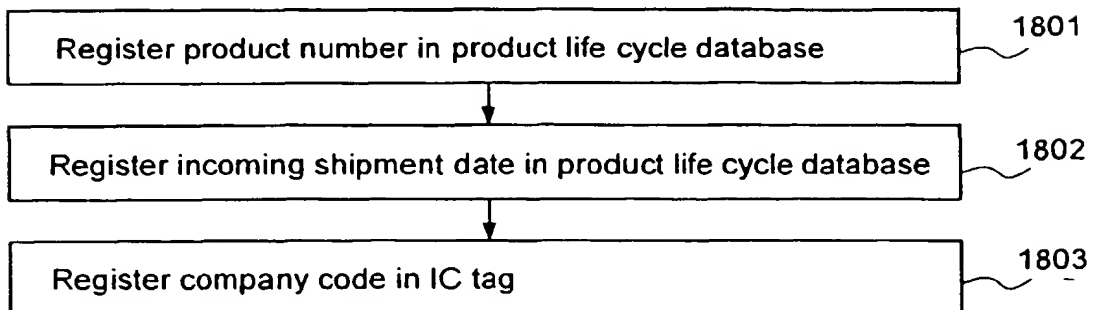 Register product number in product life cycle database
1801
Register incoming shipment date in product life cycle database
1802
Register company code in IC tag
1803